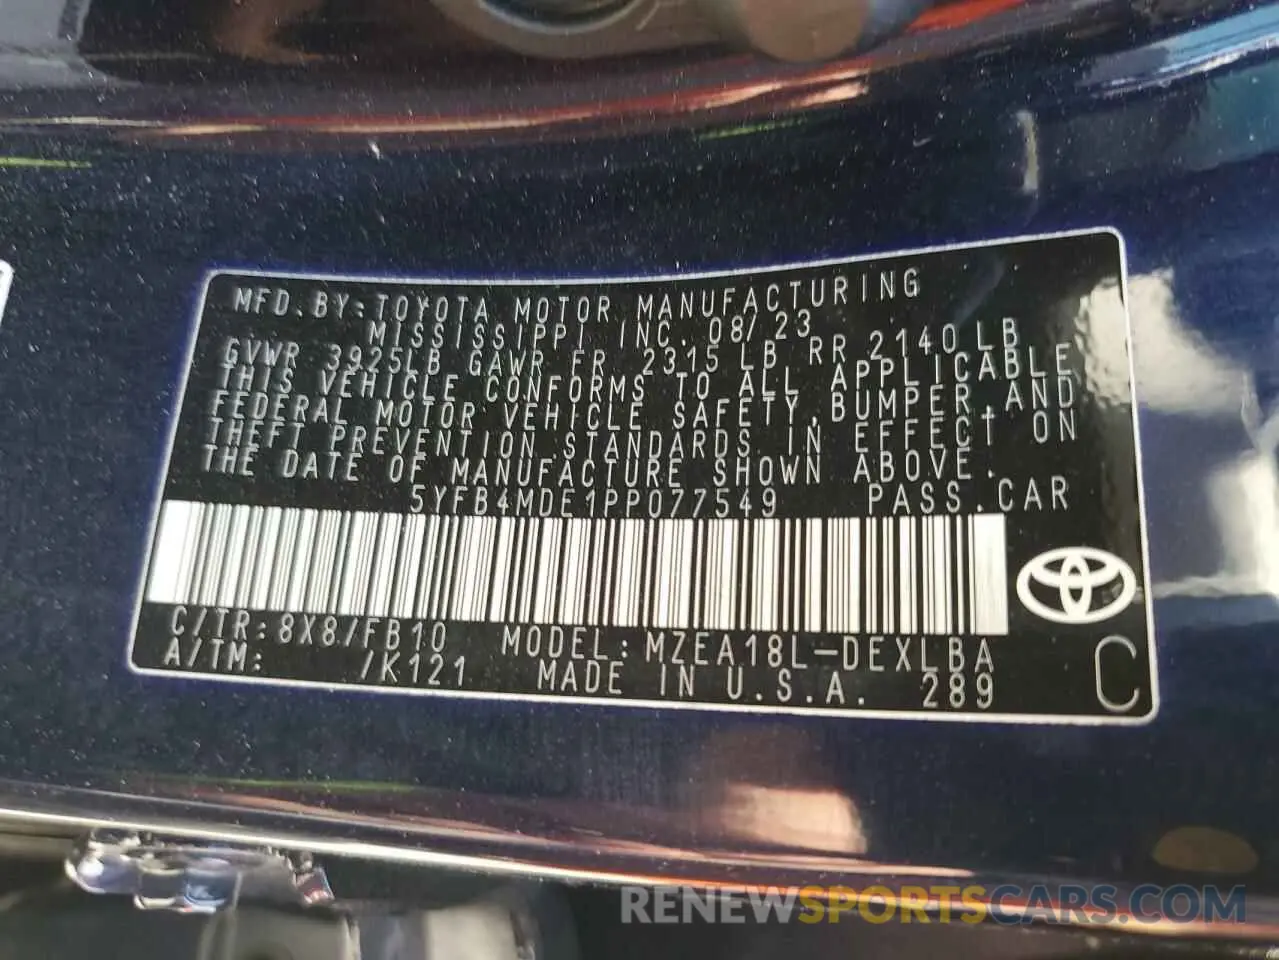 MFD.BY:TOYOTA MOTOR MANUFACTURING
MISSISSIPPI INC. 08/23
GVWR 3925LB GAWR FR 2315 LB RR 2140 LB
THIS VEHICLE CONFORMS TO ALL APPLICABLE
FEDERAL MOTOR VEHICLE SAFETY, BUMPER, AND
THEFT PREVENTION STANDARDS IN EFFECT ON
THE DATE OF MANUFACTURE SHOWN ABOVE.
5YFB4MDE1PP077549 PASS.CAR
C/TR:8X8/FB10 MODEL:MZEA18L-DEXLBA
A/TM: /K121 MADE IN U.S.A. 289
C
RENEWSPORTSCARS.COM